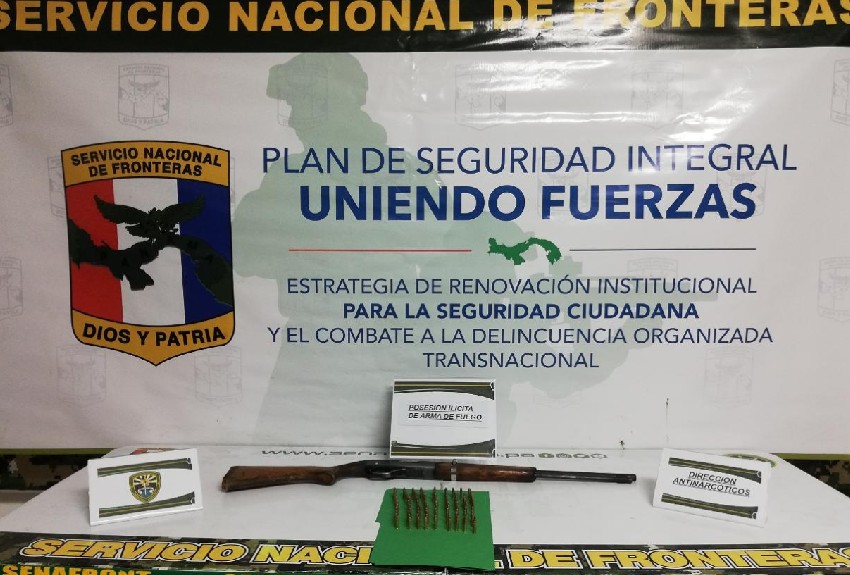 SERVICIO NACIONAL DE FRONTERAS
SERVICIO NACIONAL
DE FRONTERAS
DIOS Y PATRIA
PLAN DE SEGURIDAD INTEGRAL
UNIENDO FUERZAS
ESTRATEGIA DE RENOVACIÓN INSTITUCIONAL
PARA LA SEGURIDAD CIUDADANA
Y EL COMBATE A LA DELINCUENCIA ORGANIZADA
TRANSNACIONAL
POSESION ILICITA
DE ARMA DE FUEGO
DIRECCION
ANTINARCÓTICOS
SERVICIO NACIONAL DE FRONTERAS
SENAFRONT